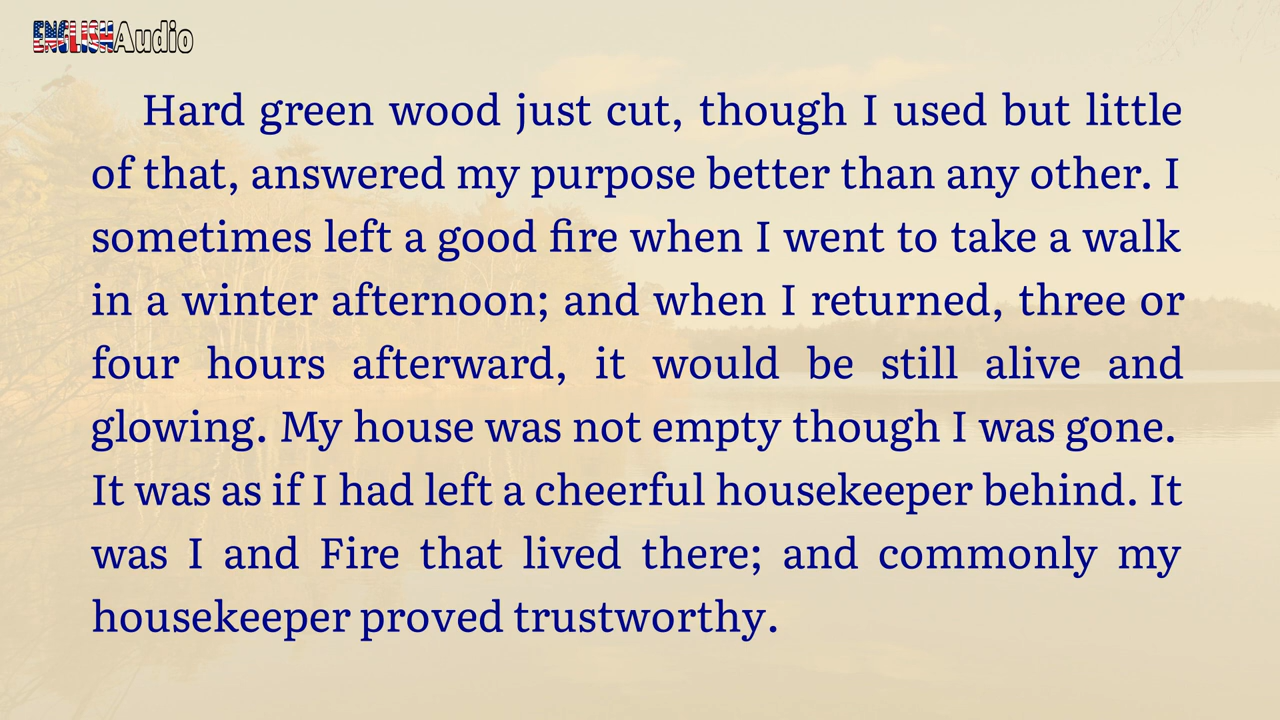 ENGLISHAudio
Hard green wood just cut, though I used but little
of that, answered my purpose better than any other. I
sometimes left a good fire when I went to take a walk
in a winter afternoon; and when I returned, three or
four hours afterward, it would be still alive and
glowing. My house was not empty though I was gone.
It was as if I had left a cheerful housekeeper behind. It
was I and Fire that lived there; and commonly my
housekeeper proved trustworthy.